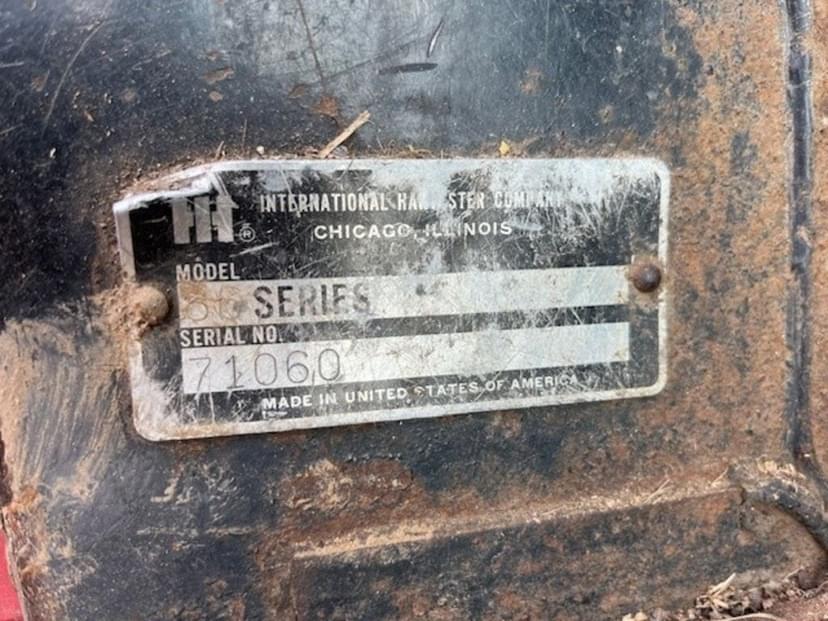 IH ®
INTERNATIONAL HARVESTER COMPANY
CHICAGO, ILLINOIS
MODEL
SERIES
SERIAL NO.
71060
MADE IN UNITED STATES OF AMERICA